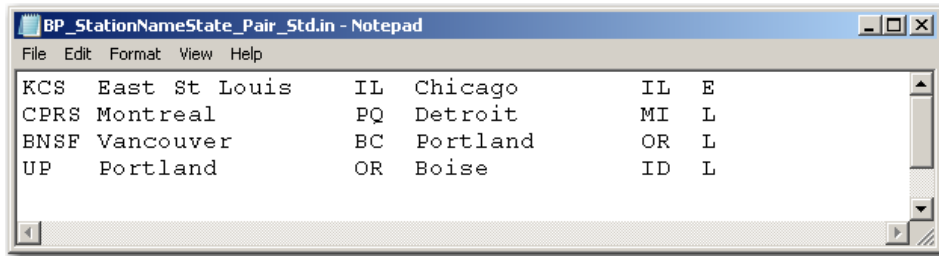 BP_StationNameState_Pair_Std.in - Notepad
File Edit Format View Help
KCS  East St Louis    IL  Chicago        IL  E
CPRS Montreal         PQ  Detroit        MI  L
BNSF Vancouver        BC  Portland       OR  L
UP   Portland         OR  Boise          ID  L